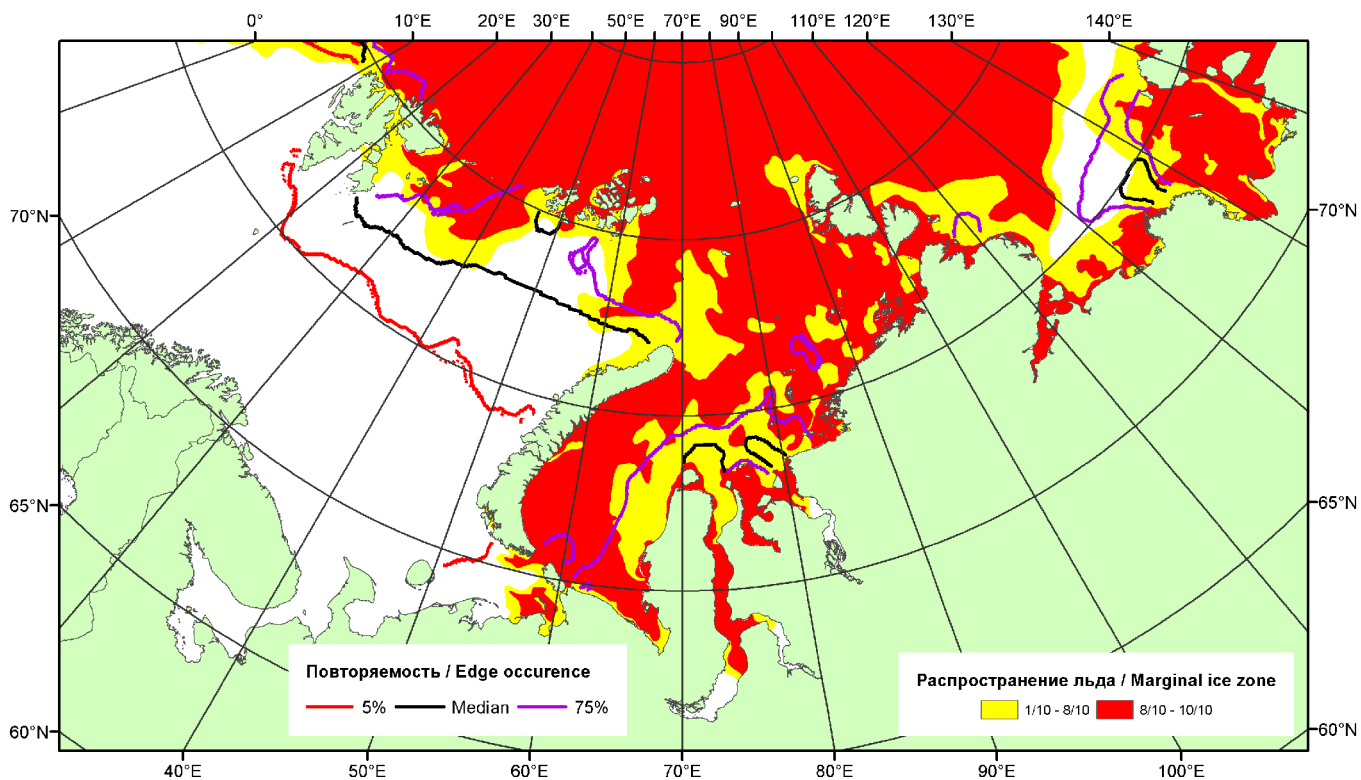 0° 10°E 20°E 30°E 50°E 70°E 90°E 110°E 120°E 130°E 140°E
70°N 70°N
65°N 65°N
60°N 60°N
Повторяемость / Edge occurence
5% Median 75%
Распространение льда / Marginal ice zone
1/10 - 8/10 8/10 - 10/10
40°E 50°E 60°E 70°E 80°E 90°E 100°E